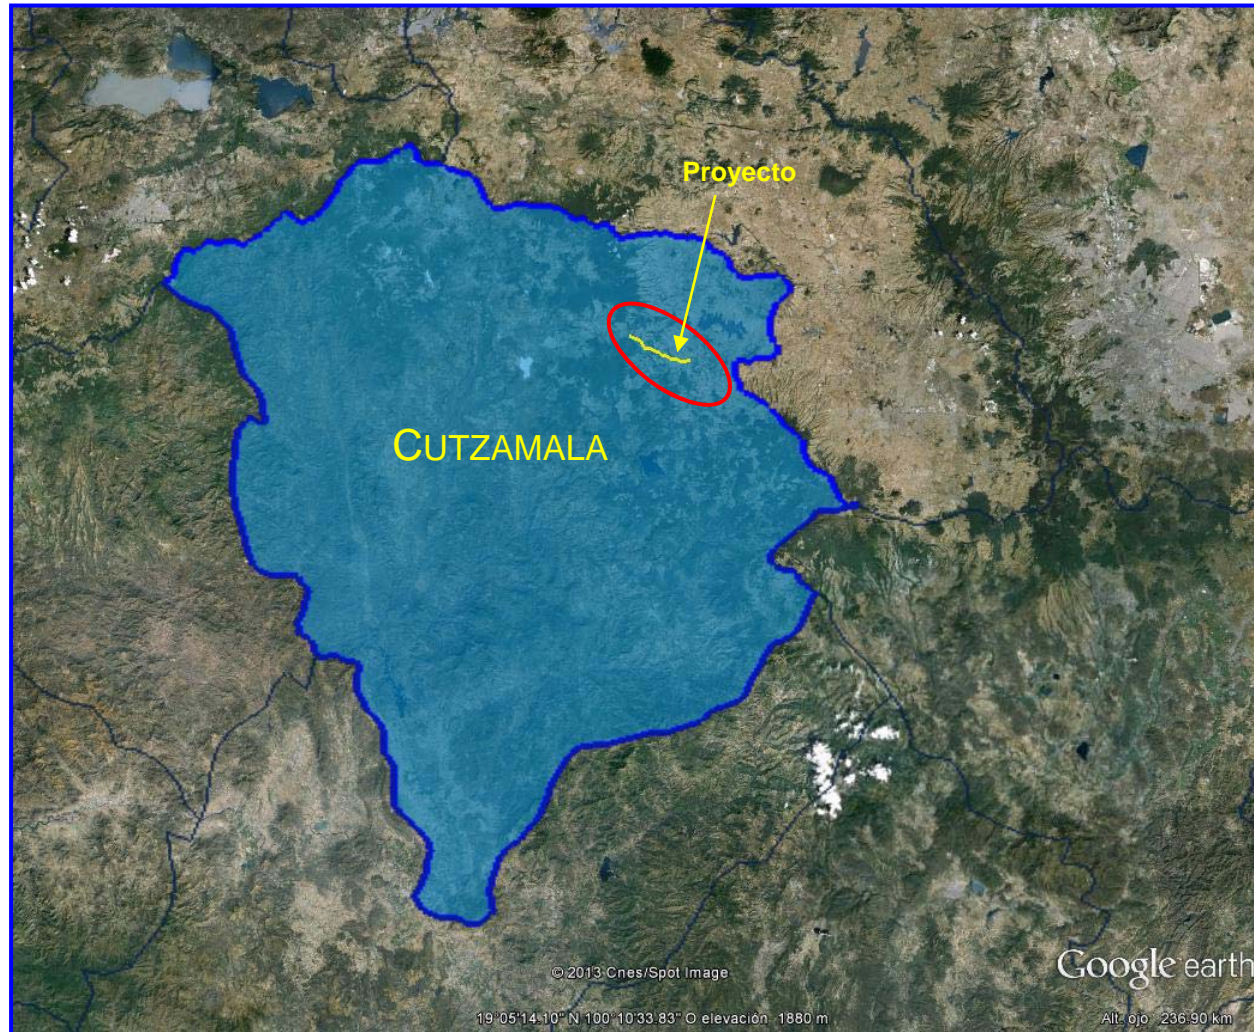 Proyecto
CUTZAMALA
© 2013 Cnes/Spot Image
Google earth
19°05'14.10" N 100°10'33.83" O elevación 1880 m
Alt. ojo 236.90 km